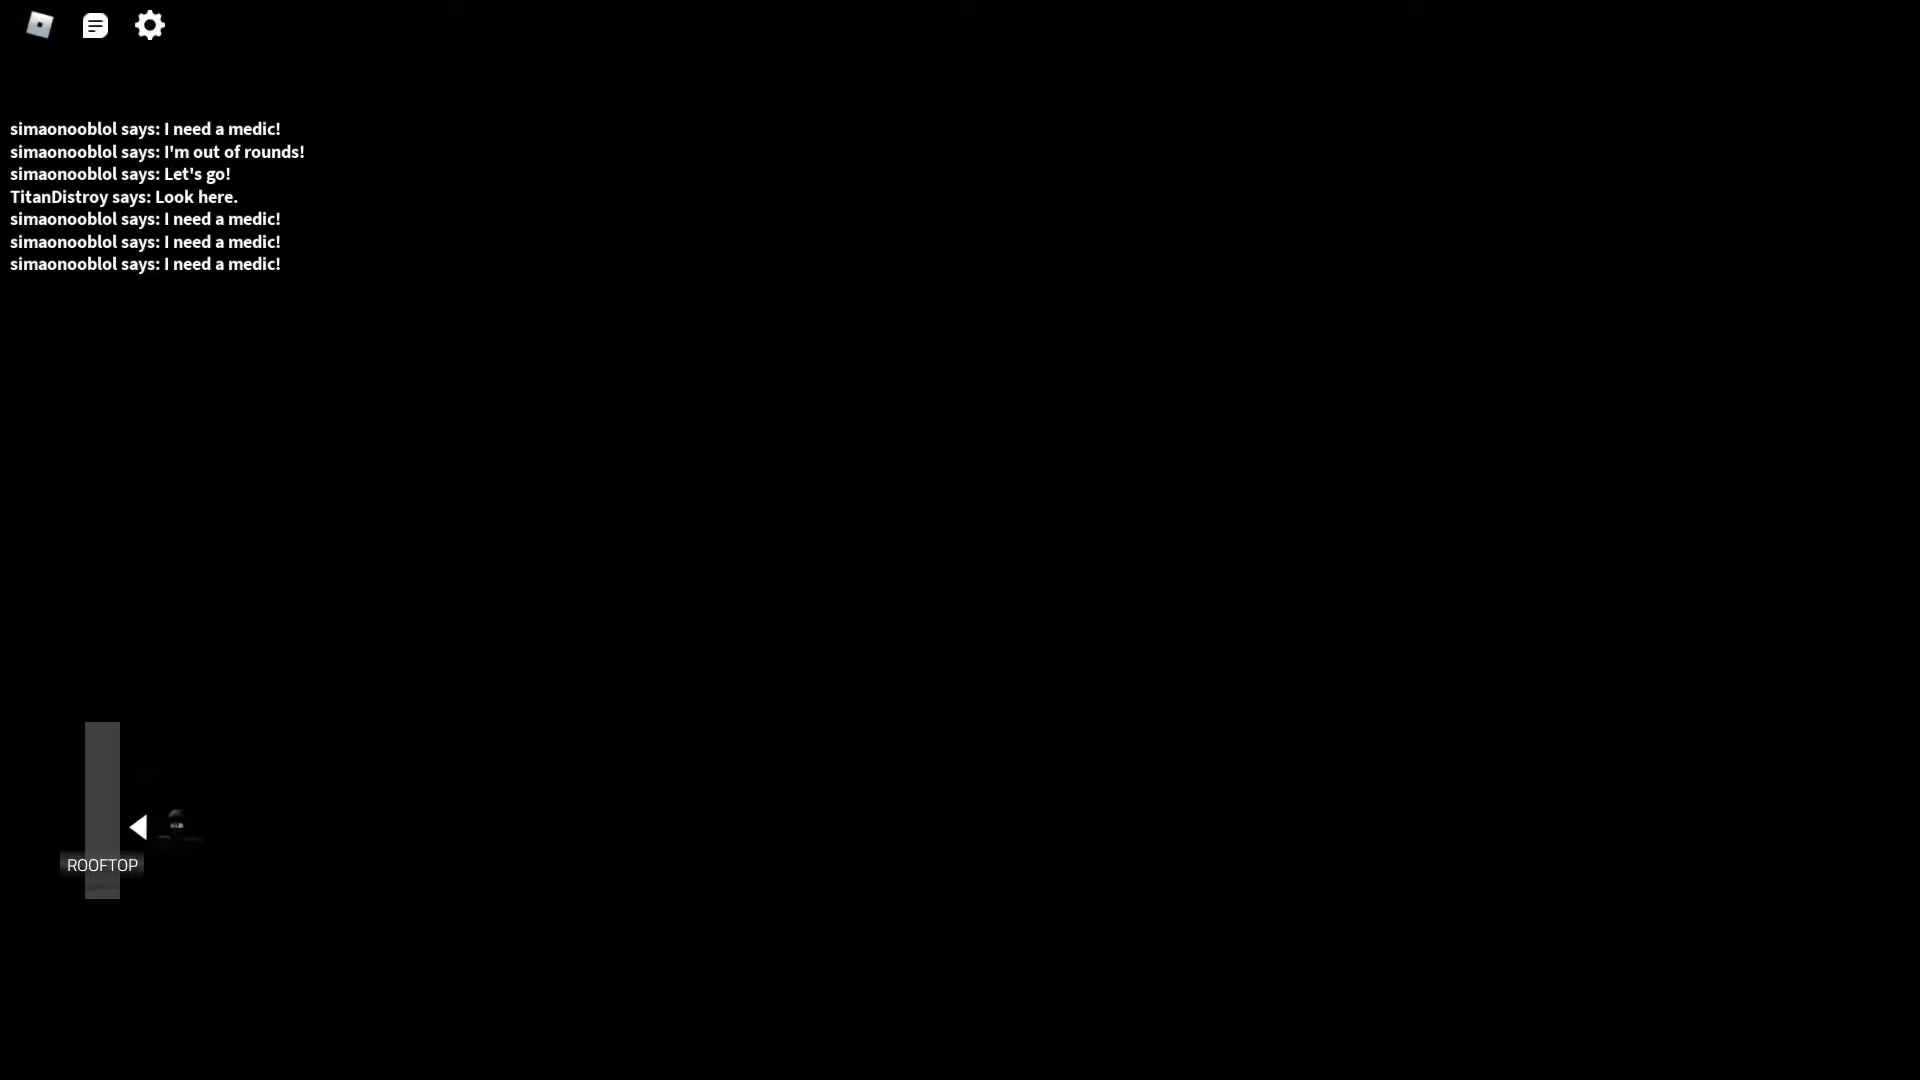 simaonooblol says: I need a medic!
simaonooblol says: I'm out of rounds!
simaonooblol says: Let's go!
TitanDistroy says: Look here.
simaonooblol says: I need a medic!
simaonooblol says: I need a medic!
simaonooblol says: I need a medic!
ROOFTOP